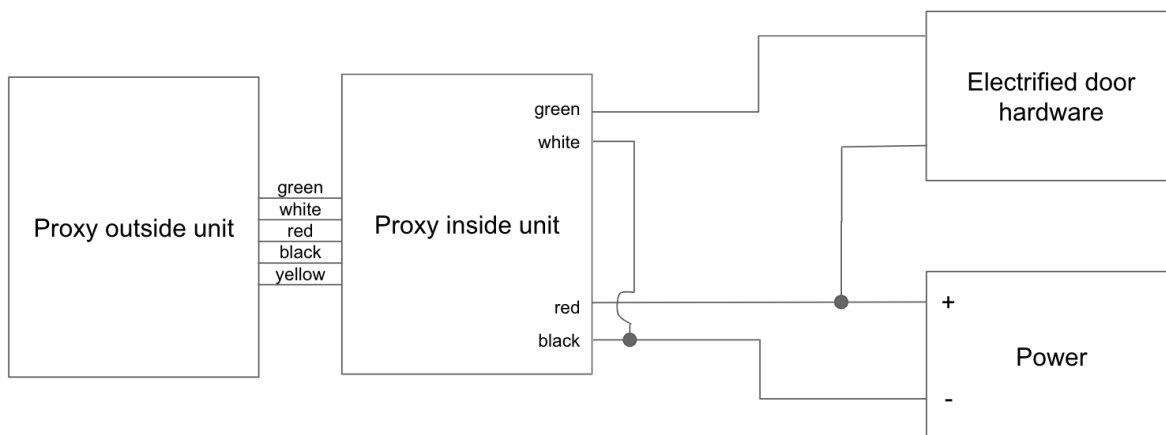 Proxy outside unit
green
white
red
black
yellow
Proxy inside unit
green
white
red
black
Electrified door
hardware
+
Power
-